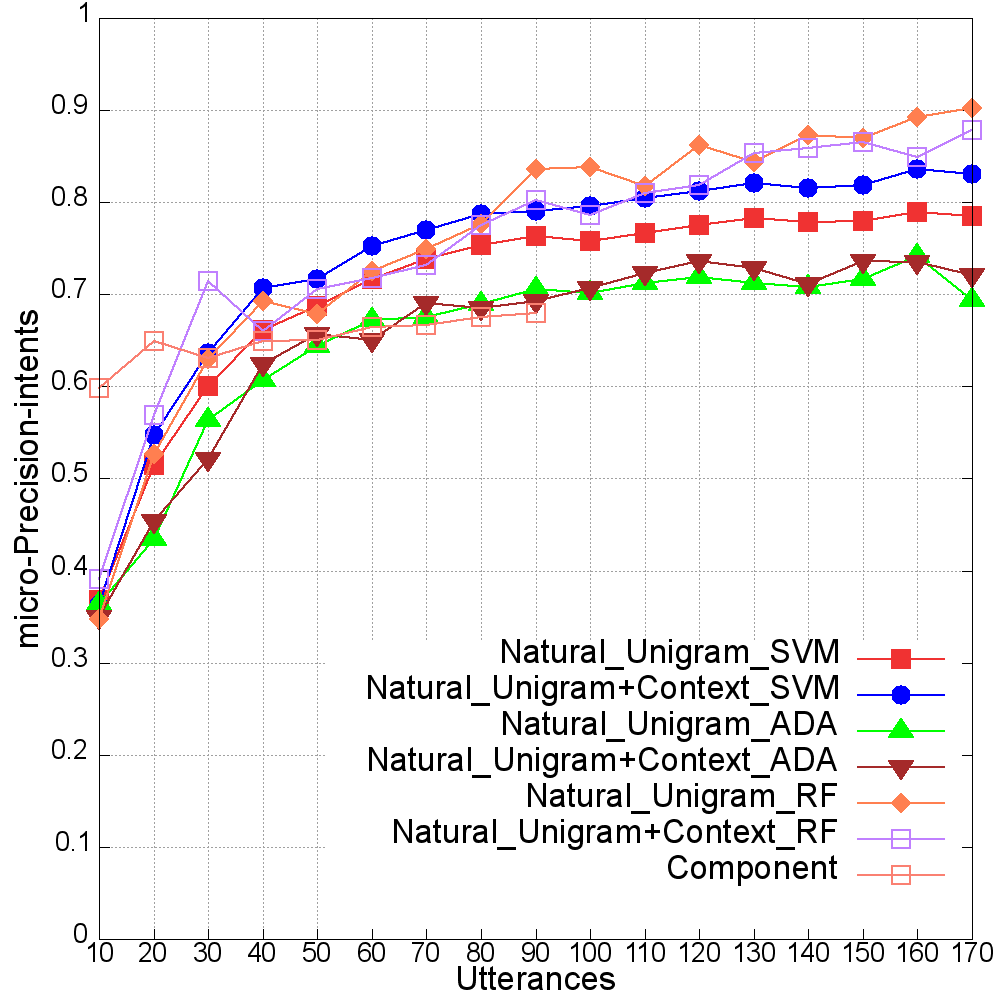 1
0.9
0.8
0.7
0.6
0.5
0.4
0.3
0.2
0.1
0
micro-Precision-intents
Natural_Unigram_SVM
Natural_Unigram+Context_SVM
Natural_Unigram_ADA
Natural_Unigram+Context_ADA
Natural_Unigram_RF
Natural_Unigram+Context_RF
Component
10 20 30 40 50 60 70 80 90 100 110 120 130 140 150 160 170
Utterances